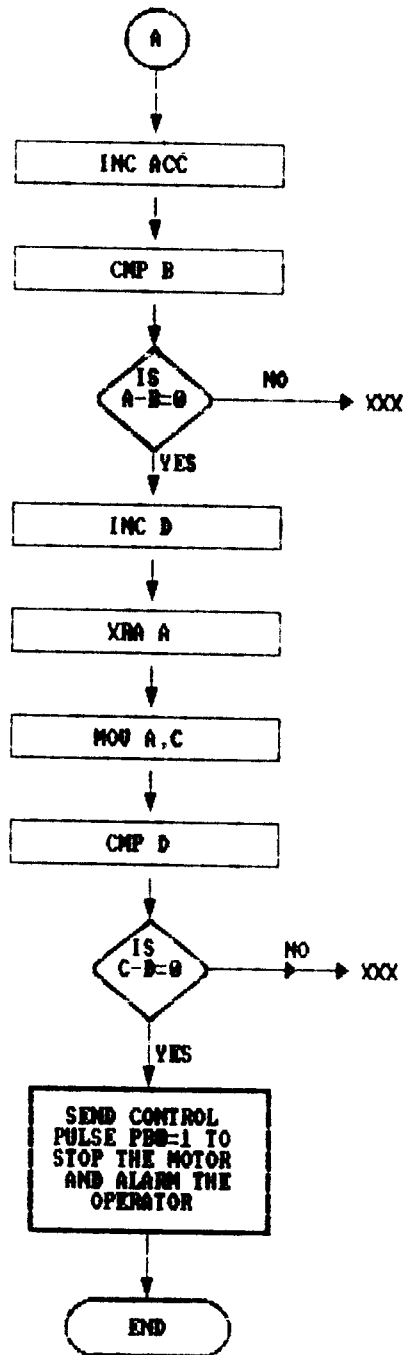 A
INC ACC
CMP B
IS
A-B=0
NO
XXX
YES
INC D
XRA A
MOV A,C
CMP D
IS
C-D=0
NO
XXX
YES
SEND CONTROL
PULSE PB0=1 TO
STOP THE MOTOR
AND ALARM THE
OPERATOR
END